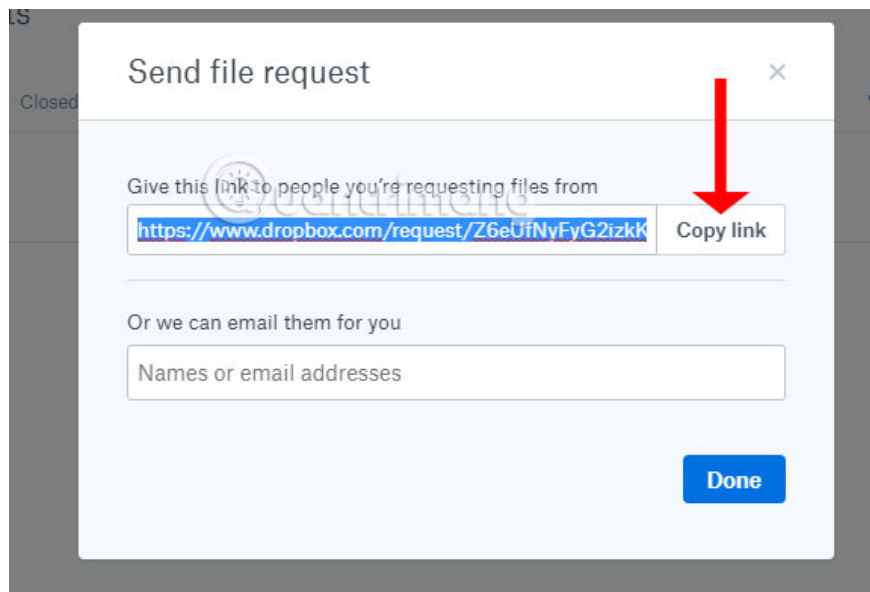 ts
Send file request
Closed
Give this link to people you're requesting files from
@uantrimang
https://www.dropbox.com/request/Z6eUfNyFyG2izkK
Copy link
Or we can email them for you
Names or email addresses
Done